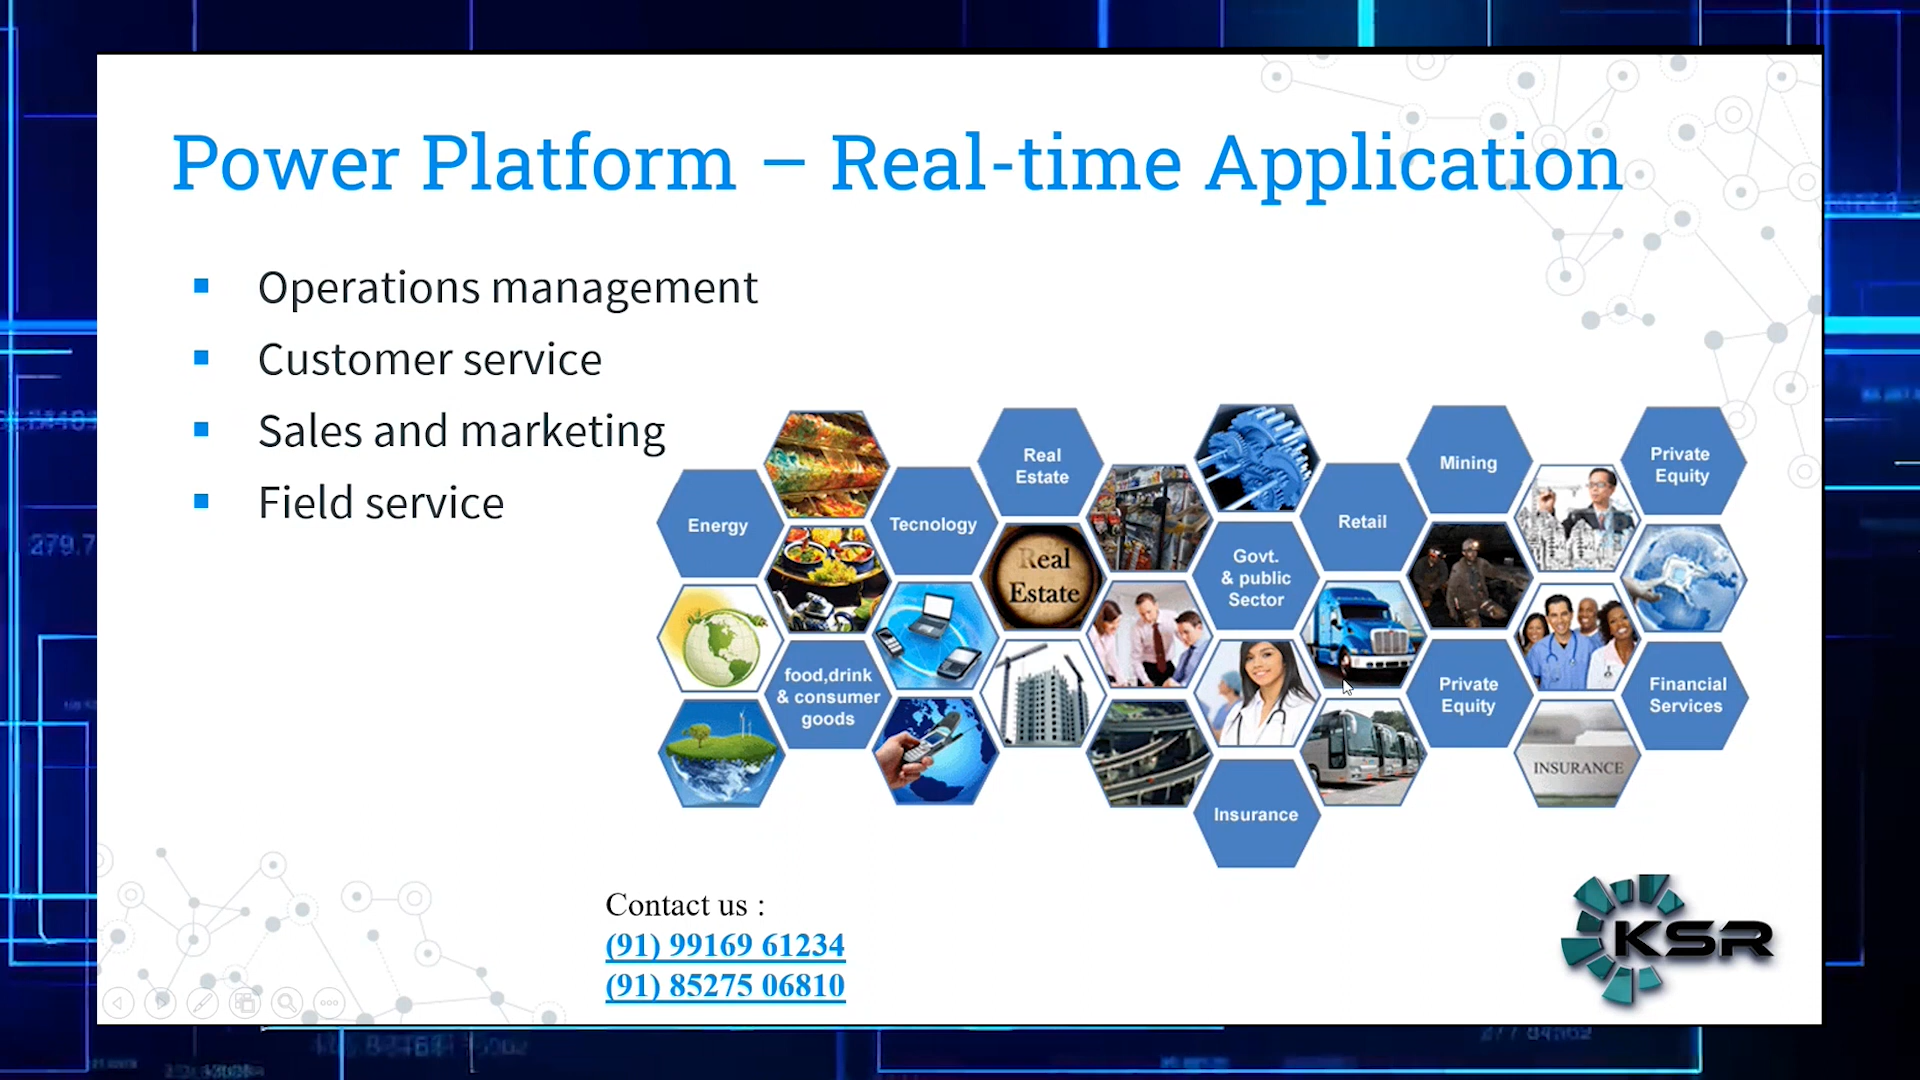 Power Platform – Real-time Application
Operations management
Customer service
Sales and marketing
Field service
Energy
food,drink
& consumer
goods
Tecnology
Real
Estate
Real
Estate
Govt.
& public
Sector
Insurance
Retail
Mining
Private
Equity
INSURANCE
Private
Equity
Financial
Services
Contact us :
(91) 99169 61234
(91) 85275 06810
KSR
279.7